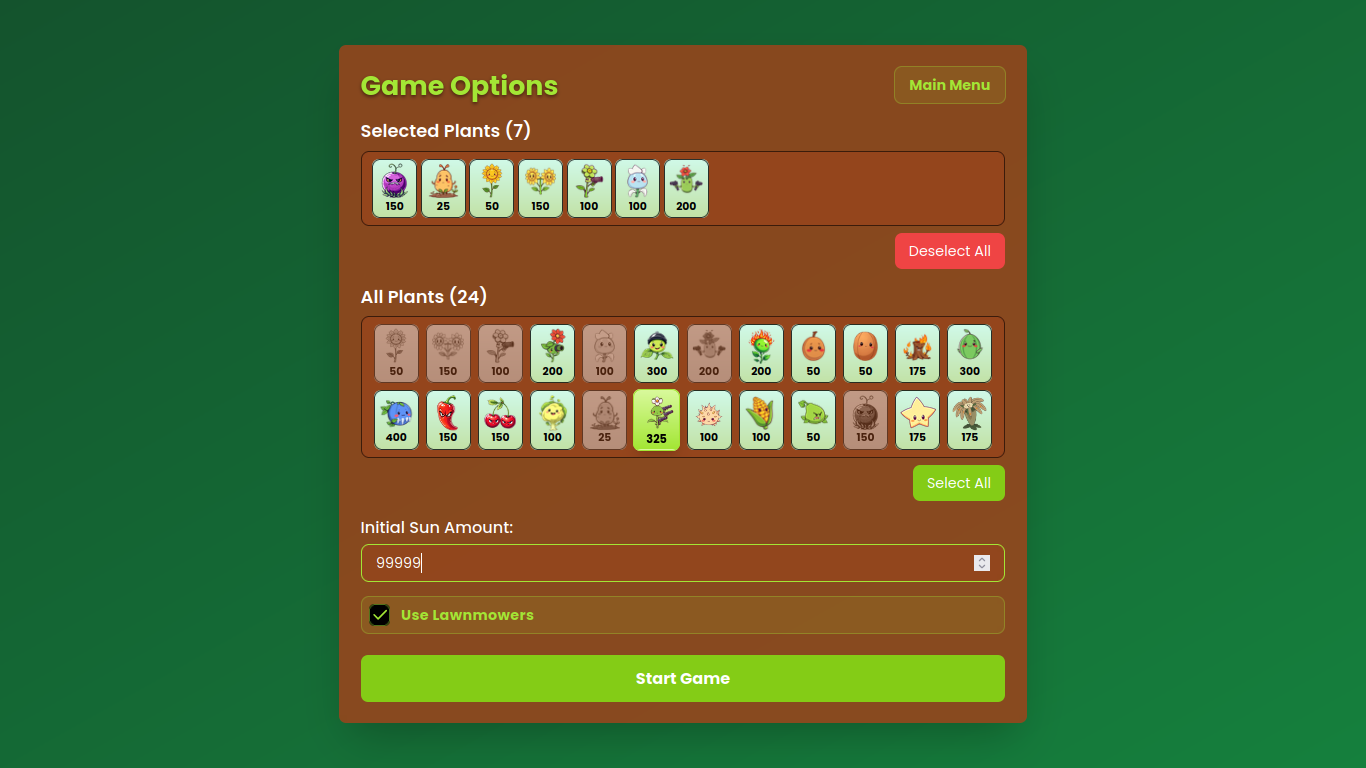 Game Options
Main Menu
Selected Plants (7)
150 25 50 150 100 100 200
Deselect All
All Plants (24)
50 150 100 200 100 300 200 200 50 50 175 300
400 150 150 100 25 325 100 100 50 150 175 175
Select All
Initial Sun Amount:
99999
Use Lawnmowers
Start Game